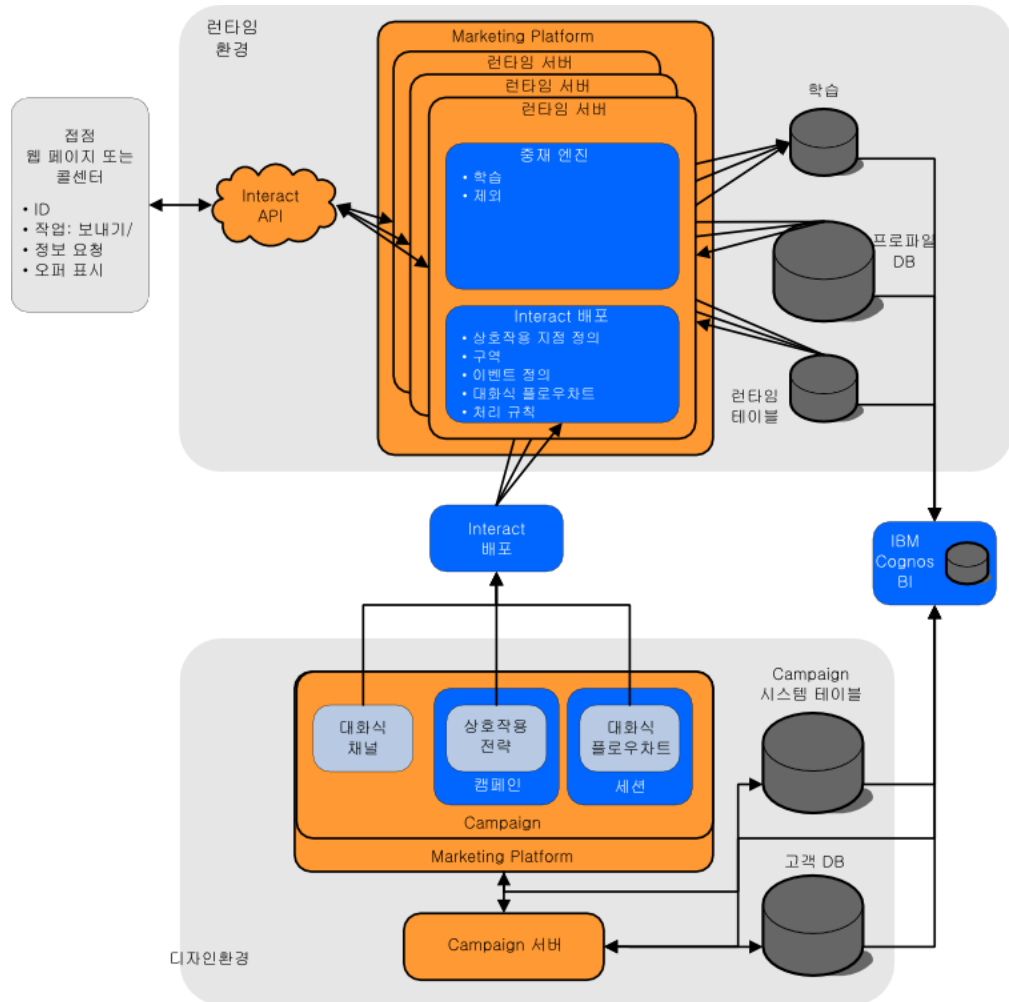 런타임
환경
Marketing Platform
런타임 서버
런타임 서버
런타임 서버
접점
웹 페이지 또는
콜센터
• ID
• 작업: 보내기/
• 정보 요청
• 오퍼 표시
Interact
API
중재 엔진
• 학습
• 제외
Interact 배포
• 상호작용 지점 정의
• 구역
• 이벤트 정의
• 대화식 플로우차트
• 처리 규칙
학습
프로파일
DB
런타임
테이블
Interact
배포
IBM
Cognos
BI
대화식
채널
상호작용
전략
캠페인
대화식
플로우차트
세션
Campaign
Marketing Platform
Campaign
시스템 테이블
고객 DB
Campaign 서버
디자인환경